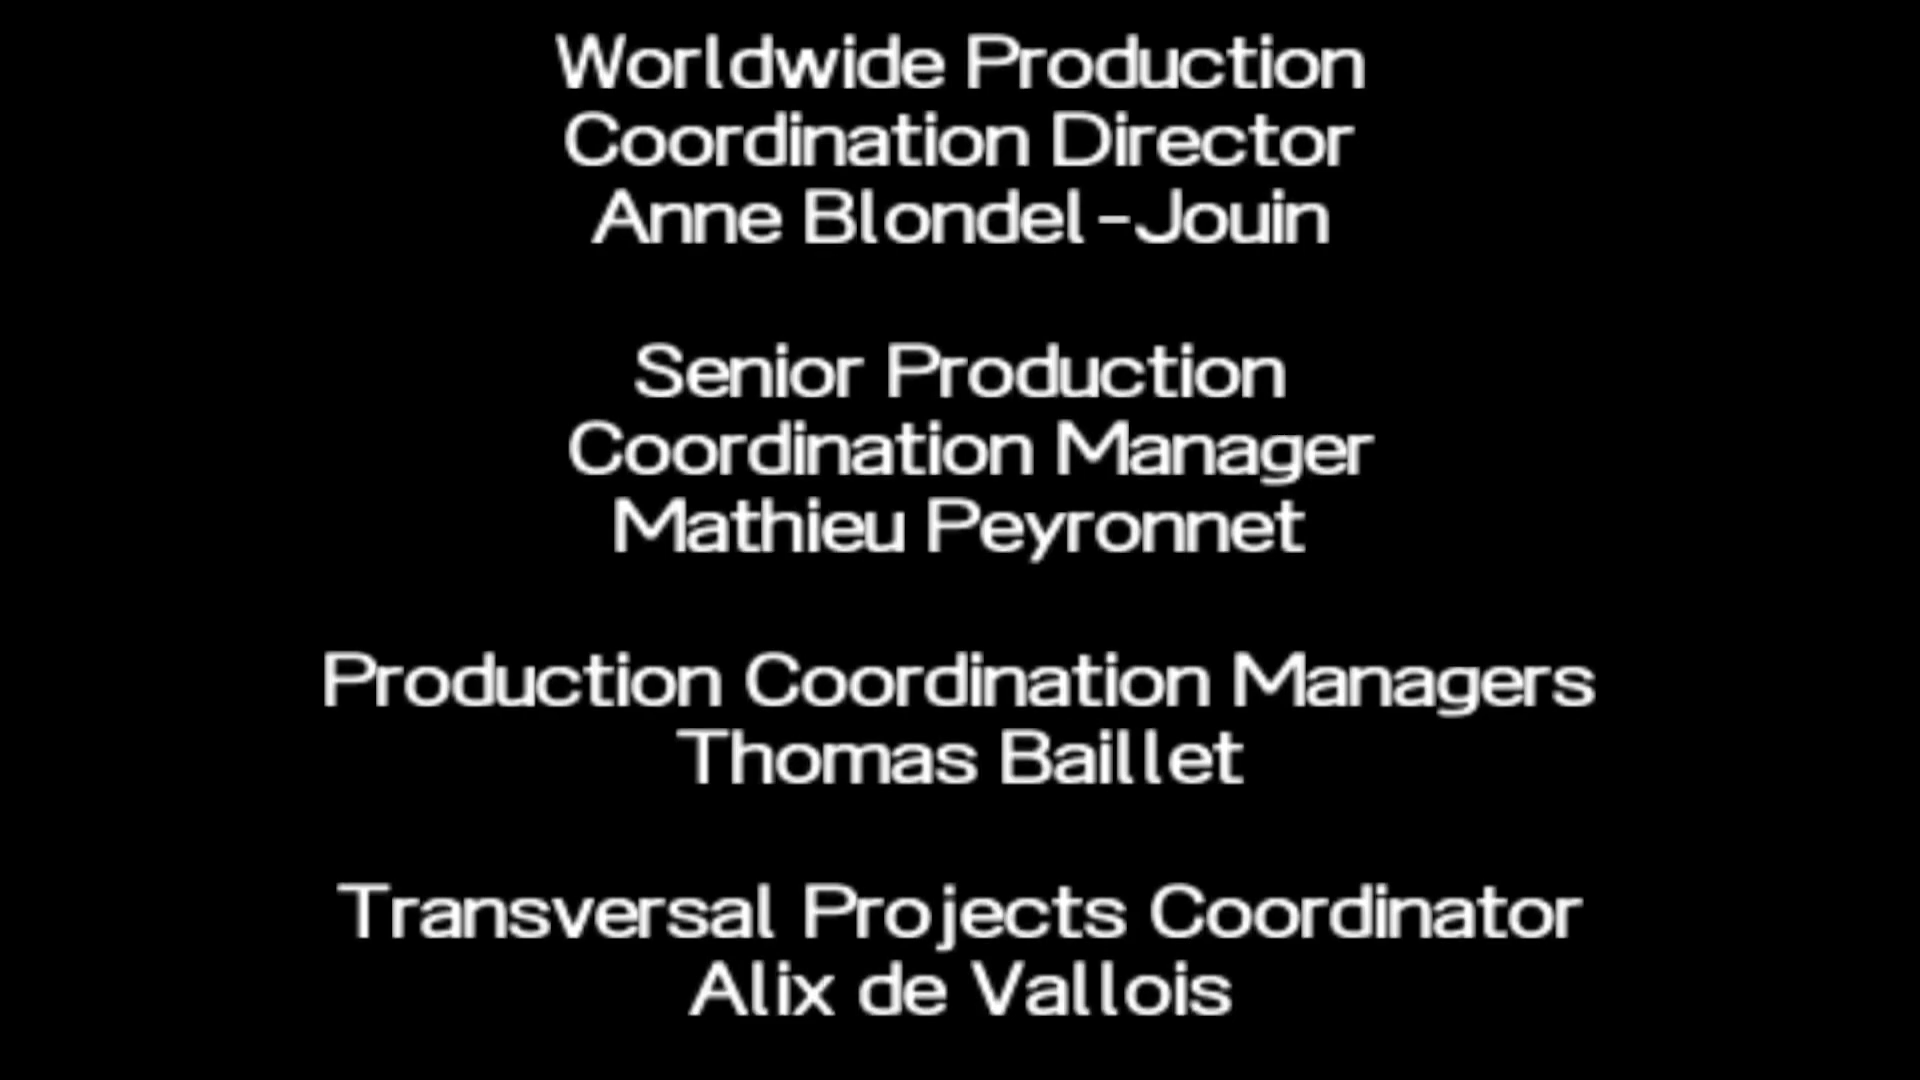 Worldwide Production
Coordination Director
Anne Blondel-Jouin
Senior Production
Coordination Manager
Mathieu Peyronnet
Production Coordination Managers
Thomas Baillet
Transversal Projects Coordinator
Alix de Vallois